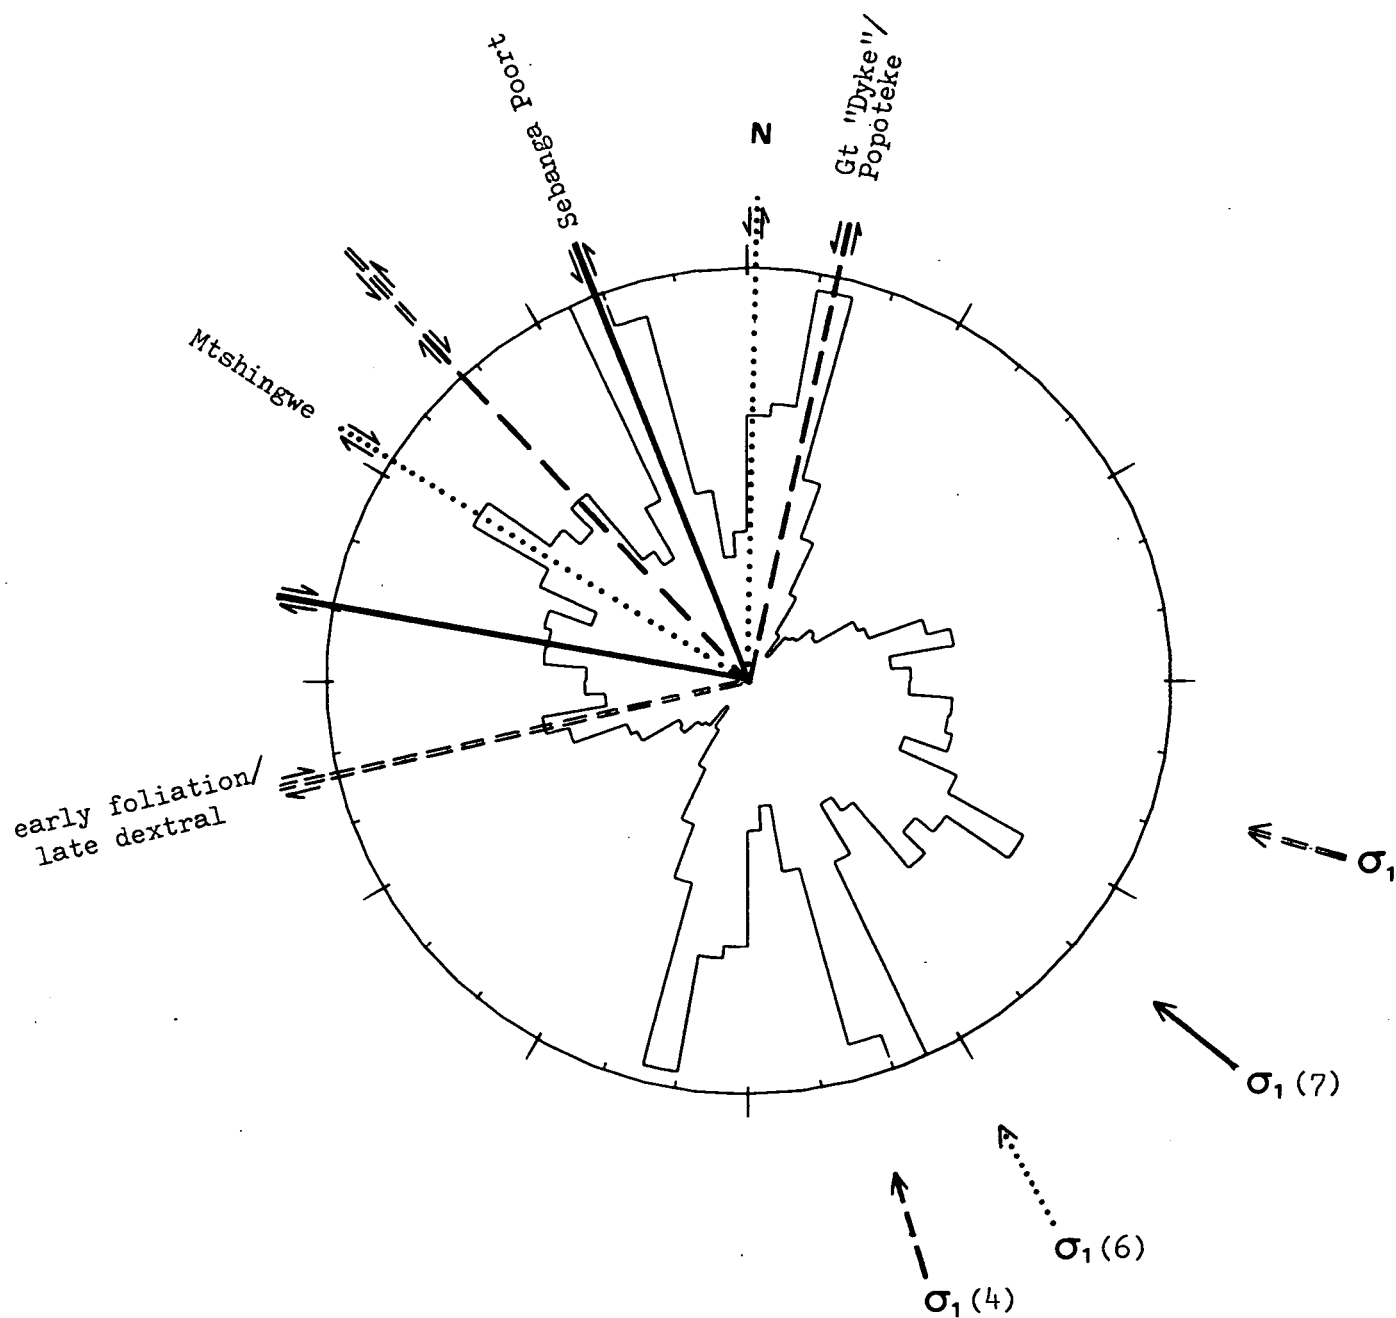 Sebanga Poort
N
Gt "Dyke"/
Popoteke
Mtshingwe
early foliation/
late dextral
σ₁
σ₁ (7)
σ₁ (6)
σ₁ (4)